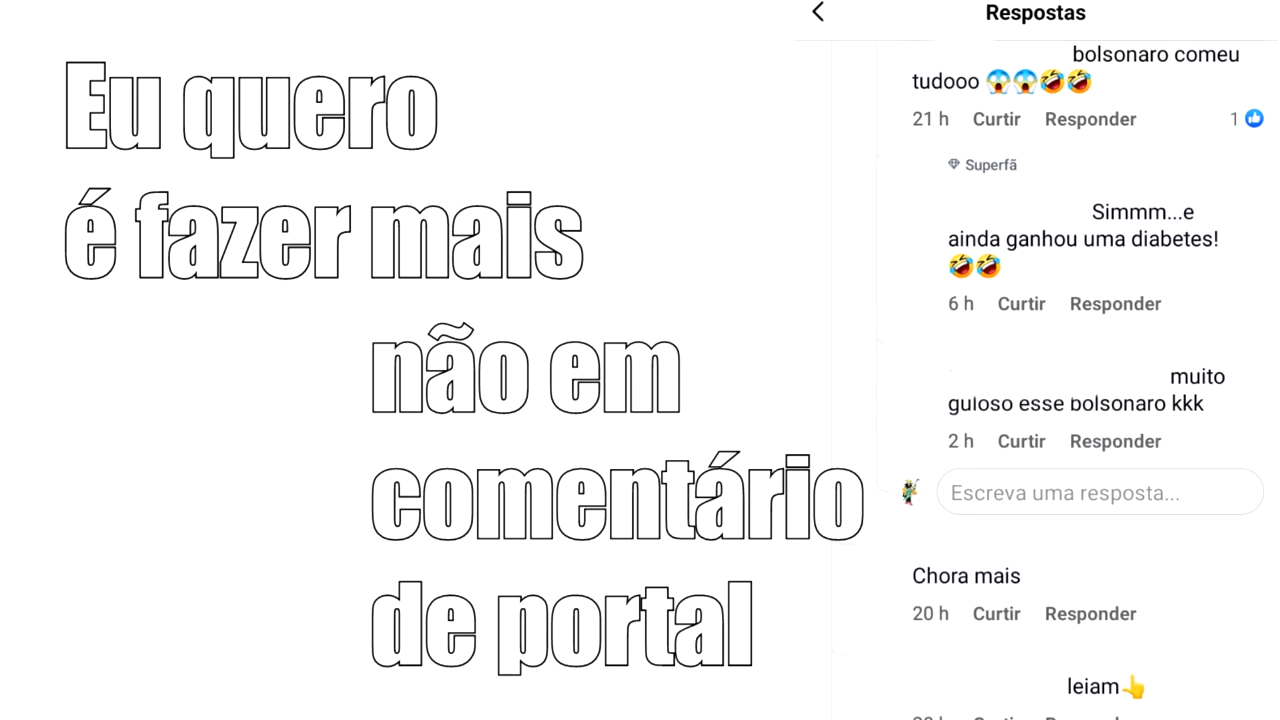 Eu quero
é fazer mais
não em
comentário
de portal
Respostas
bolsonaro comeu
tudooo 😱😱🤣🤣
21 h Curtir Responder 1
Superfã
Simmm...e
ainda ganhou uma diabetes!
🤣🤣
6 h Curtir Responder
muito
guloso esse bolsonaro kkk
2 h Curtir Responder
Escreva uma resposta...
Chora mais
20 h Curtir Responder
leiam👆